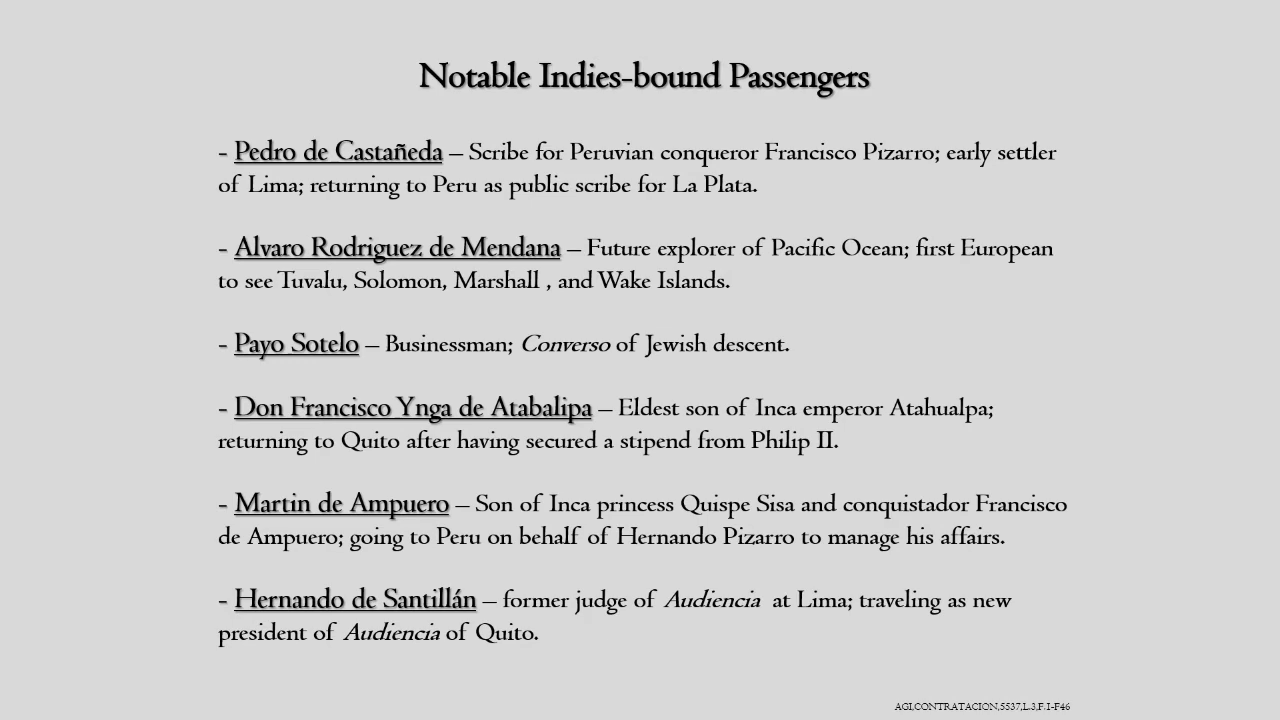 Notable Indies-bound Passengers
- Pedro de Castañeda – Scribe for Peruvian conqueror Francisco Pizarro; early settler
of Lima; returning to Peru as public scribe for La Plata.
- Alvaro Rodriguez de Mendana – Future explorer of Pacific Ocean; first European
to see Tuvalu, Solomon, Marshall , and Wake Islands.
- Payo Sotelo – Businessman; Converso of Jewish descent.
- Don Francisco Ynga de Atabalipa – Eldest son of Inca emperor Atahualpa;
returning to Quito after having secured a stipend from Philip II.
- Martin de Ampuero – Son of Inca princess Quispe Sisa and conquistador Francisco
de Ampuero; going to Peru on behalf of Hernando Pizarro to manage his affairs.
- Hernando de Santillán – former judge of Audiencia at Lima; traveling as new
president of Audiencia of Quito.
AGI,CONTRATACION,5537,L.3,F.1-F46